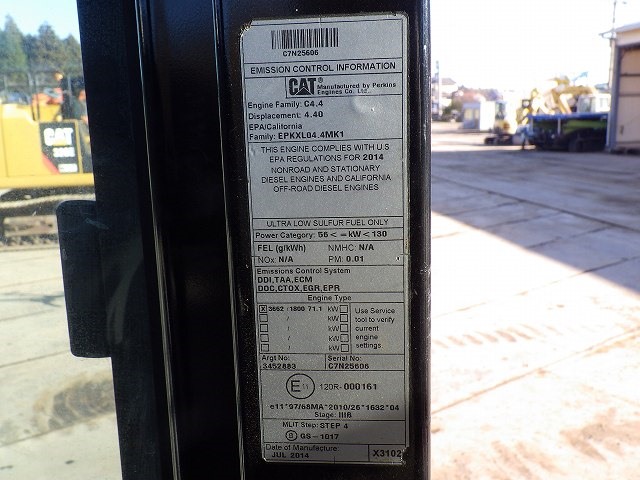 C7N25606
EMISSION CONTROL INFORMATION
CAT® Manufactured by Perkins
Engines Co. Ltd.
Engine Family: C4.4
Displacement: 4.40
EPA/California
Family: EPKXL04.4MK1
THIS ENGINE COMPLIES WITH U.S
EPA REGULATIONS FOR 2014
NONROAD AND STATIONARY
DIESEL ENGINES AND CALIFORNIA
OFF-ROAD DIESEL ENGINES
ULTRA LOW SULFUR FUEL ONLY
Power Category: 56 < = kW < 130
FEL (g/kWh) NMHC: N/A
NOx: N/A PM: 0.01
Emissions Control System
DDI,TAA,ECM
DOC,CTOX,EGR,EPR
Engine Type
X 3662 /1800 71.1 kW
/ kW
/ kW
/ kW
/ kW
Use Service
tool to verify
current
engine
settings
Argt No: Serial No:
3452883 C7N25606
E11 120R-000161
e11*97/68MA*2010/26*1632*04
Stage: IIIB
MLIT Step: STEP 4
S GS-1017
Date of Manufacture:
JUL 2014 X3102
CAT